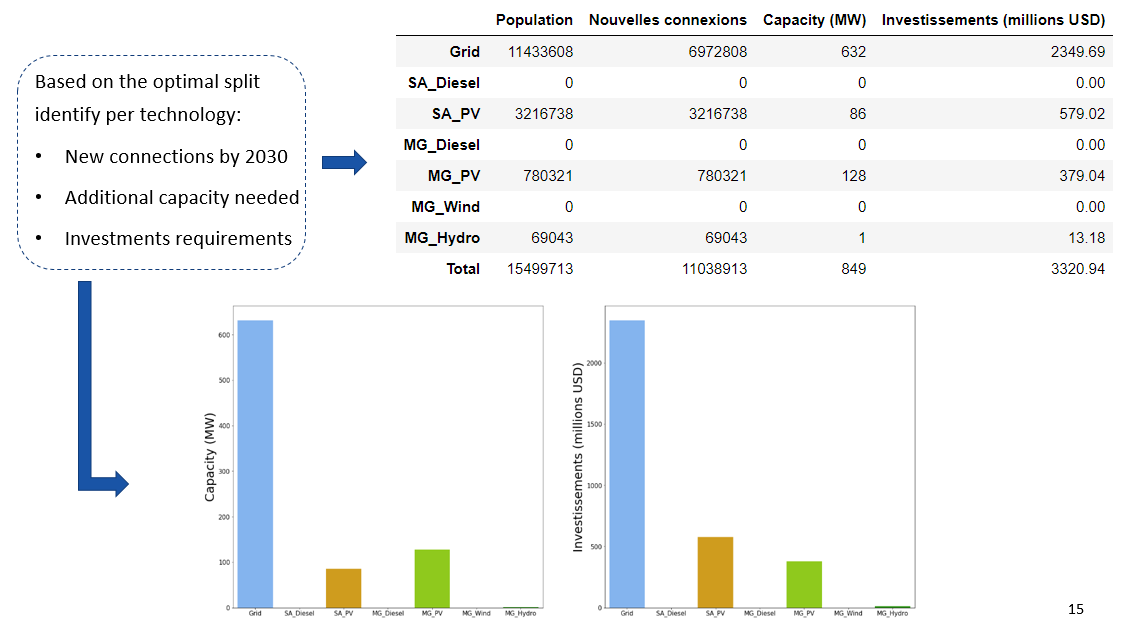 Based on the optimal split
identify per technology:
• New connections by 2030
• Additional capacity needed
• Investments requirements
Population Nouvelles connexions Capacity (MW) Investissements (millions USD)
Grid 11433608 6972808 632 2349.69
SA_Diesel 0 0 0 0.00
SA_PV 3216738 3216738 86 579.02
MG_Diesel 0 0 0 0.00
MG_PV 780321 780321 128 379.04
MG_Wind 0 0 0 0.00
MG_Hydro 69043 69043 1 13.18
Total 15499713 11038913 849 3320.94
Capacity (MW)
600
500
400
300
200
100
0
Grid SA_Diesel SA_PV MG_Diesel MG_PV MG_Wind MG_Hydro
Investissements (millions USD)
2000
1500
1000
500
0
Grid SA_Diesel SA_PV MG_Diesel MG_PV MG_Wind MG_Hydro
15